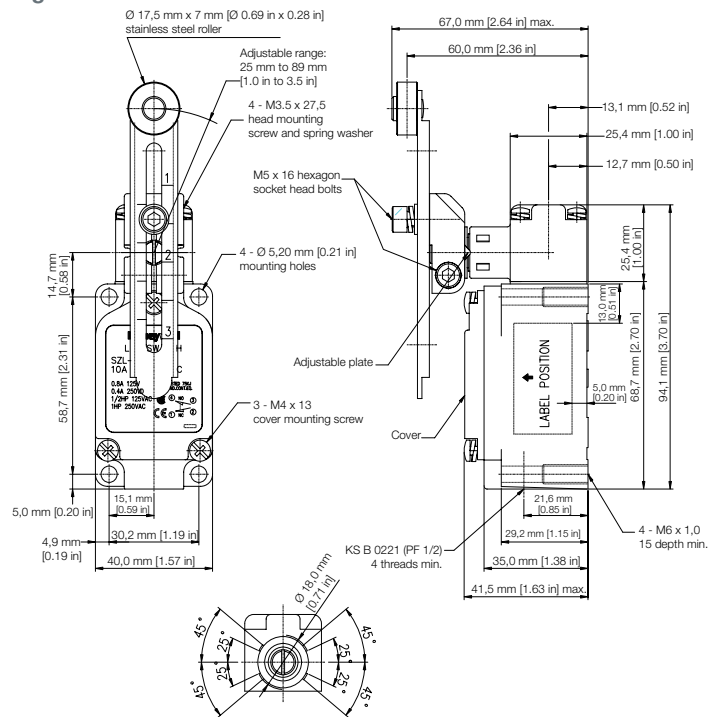 Ø 17,5 mm x 7 mm [Ø 0.69 in x 0.28 in]
stainless steel roller
Adjustable range:
25 mm to 89 mm
[1.0 in to 3.5 in]
4 - M3.5 x 27,5
head mounting
screw and spring washer
1
2
3
4 - Ø 5,20 mm [0.21 in]
mounting holes
14,7 mm
[0.58 in]
58,7 mm [2.31 in]
SZL-
10A
0.8A 125V
0.4A 250V
1/2HP 125VAC
1HP 250VAC
CE
NO
NC
3 - M4 x 13
cover mounting screw
5,0 mm [0.20 in]
15,1 mm
[0.59 in]
4,9 mm
[0.19 in]
30,2 mm [1.19 in]
40,0 mm [1.57 in]
67,0 mm [2.64 in] max.
60,0 mm [2.36 in]
13,1 mm [0.52 in]
25,4 mm [1.00 in]
12,7 mm [0.50 in]
M5 x 16 hexagon
socket head bolts
25,4 mm
[1.00 in]
13,0 mm
[0.51 in]
Adjustable plate
LABEL POSITION
5,0 mm
[0.20 in]
68,7 mm [2.70 in]
94,1 mm [3.70 in]
Cover
21,6 mm
[0.85 in]
KS B 0221 (PF 1/2)
4 threads min.
29,2 mm [1.15 in]
4 - M6 x 1,0
15 depth min.
35,0 mm [1.38 in]
41,5 mm [1.63 in] max.
Ø 18,0 mm
[0.71 in]
45°
25°
25°
45°
45°
25°
25°
45°